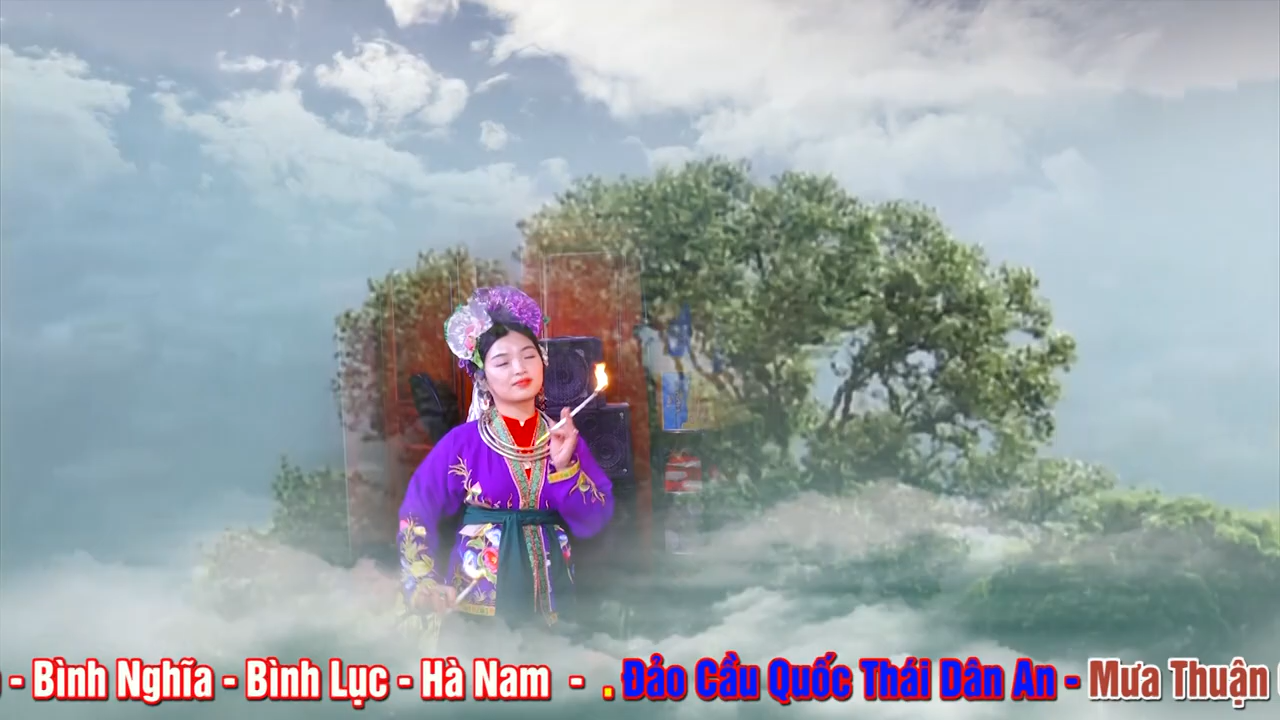 - Bình Nghĩa - Bình Lục - Hà Nam - . Đảo Cầu Quốc Thái Dân An - Mưa Thuận